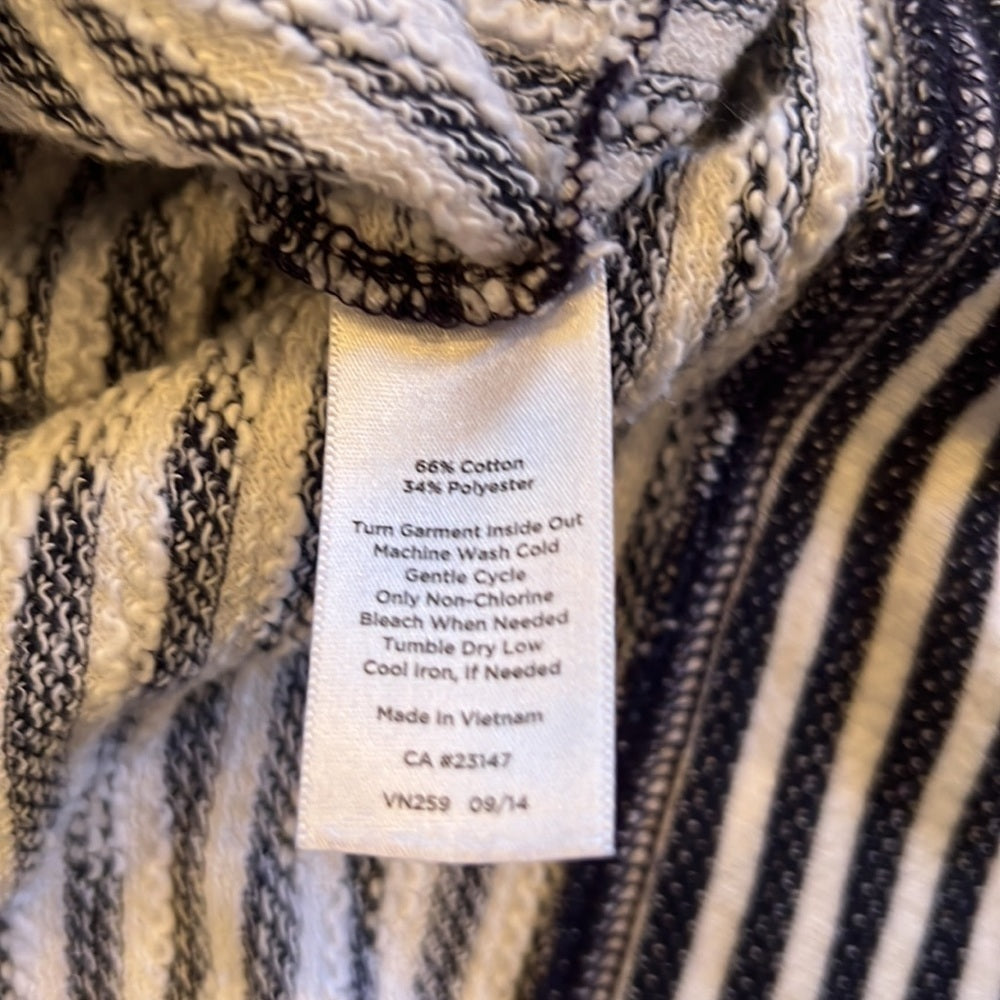 66% Cotton
34% Polyester
Turn Garment Inside Out
Machine Wash Cold
Gentle Cycle
Only Non-Chlorine
Bleach When Needed
Tumble Dry Low
Cool Iron, If Needed
Made In Vietnam
CA #23147
VN259 09/14